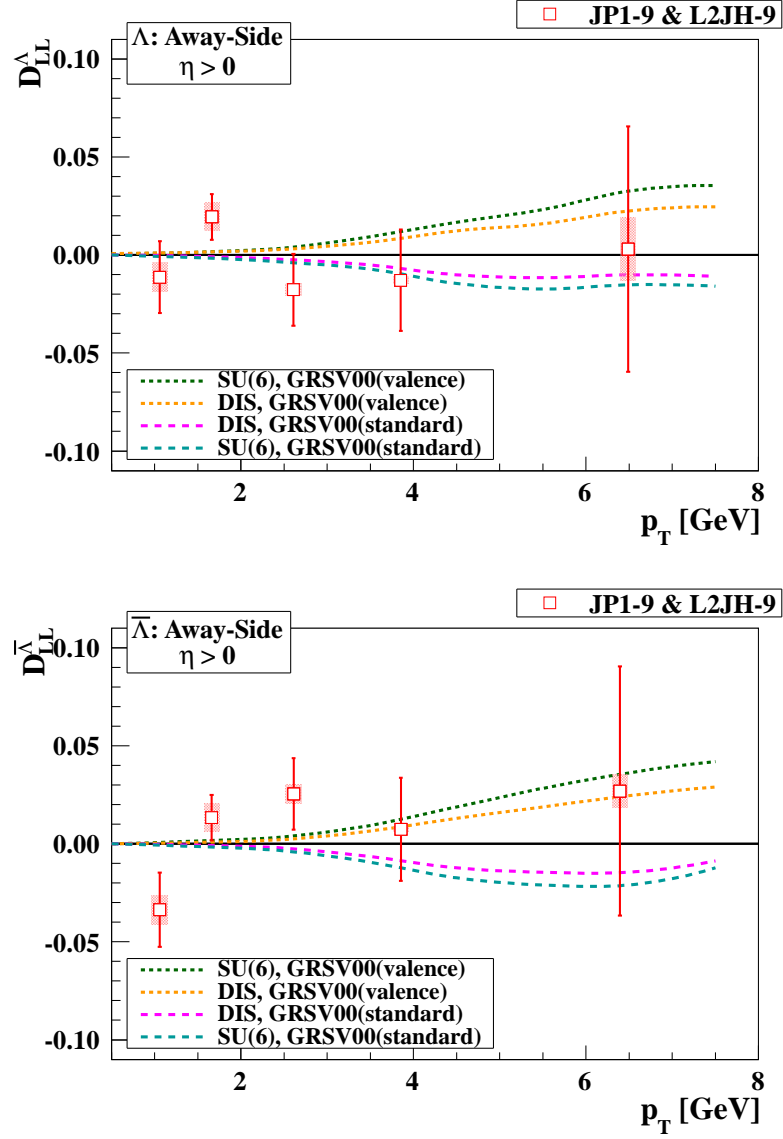 JP1-9 & L2JH-9
Λ: Away-Side
η > 0
D_LL^Λ
0.10
0.05
0.00
-0.05
-0.10
SU(6), GRSV00(valence)
DIS, GRSV00(valence)
DIS, GRSV00(standard)
SU(6), GRSV00(standard)
2 4 6 8
p_T [GeV]
JP1-9 & L2JH-9
Λ̅: Away-Side
η > 0
D_LL^Λ̅
0.10
0.05
0.00
-0.05
-0.10
SU(6), GRSV00(valence)
DIS, GRSV00(valence)
DIS, GRSV00(standard)
SU(6), GRSV00(standard)
2 4 6 8
p_T [GeV]